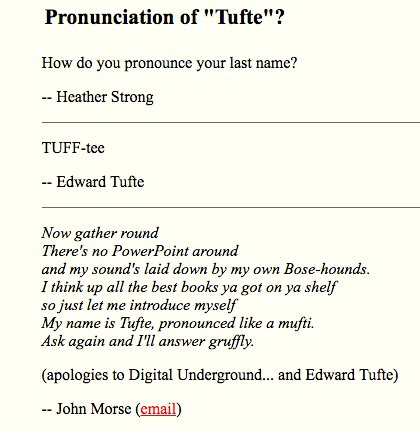 Pronunciation of "Tufte"?
How do you pronounce your last name?
-- Heather Strong
TUFF-tee
-- Edward Tufte
Now gather round
There's no PowerPoint around
and my sound's laid down by my own Bose-hounds.
I think up all the best books ya got on ya shelf
so just let me introduce myself
My name is Tufte, pronounced like a mufti.
Ask again and I'll answer gruffly.
(apologies to Digital Underground... and Edward Tufte)
-- John Morse (email)